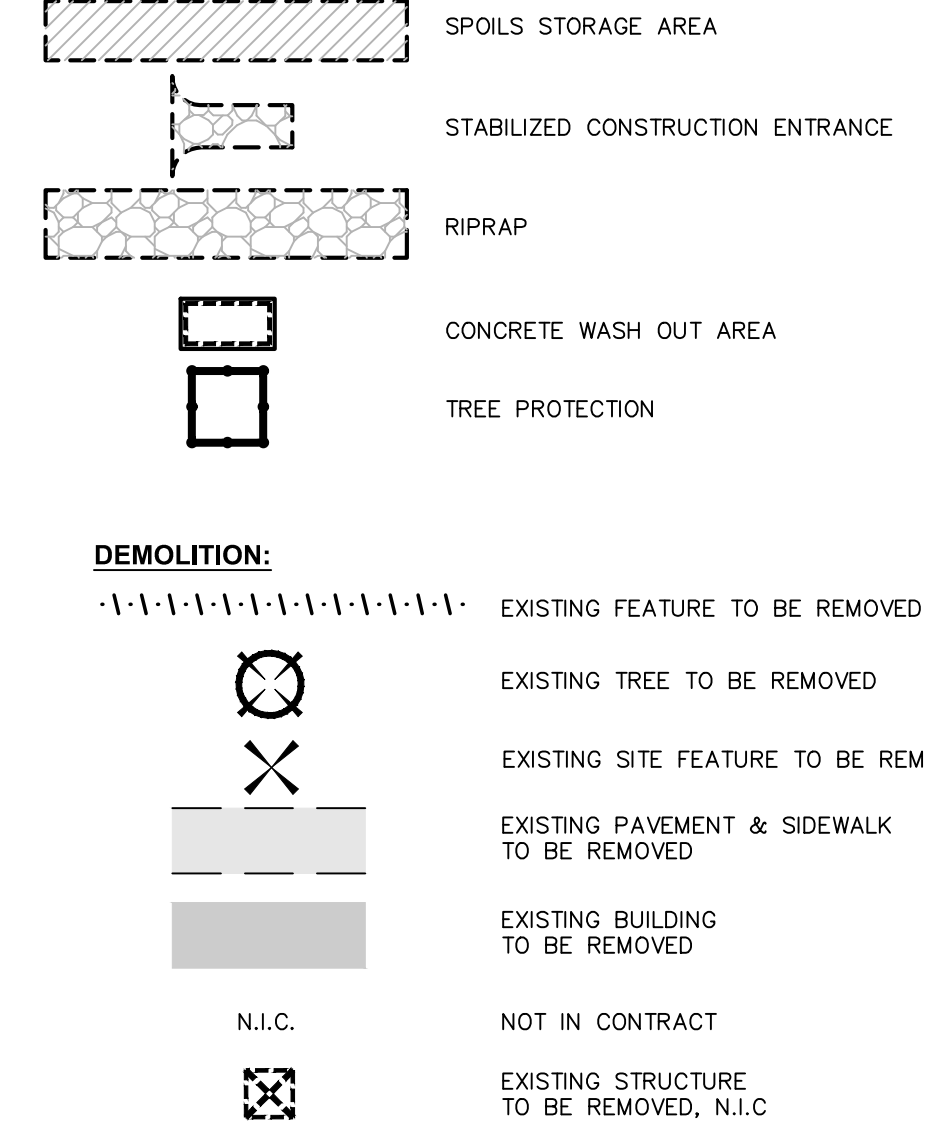 SPOILS STORAGE AREA
STABILIZED CONSTRUCTION ENTRANCE
RIPRAP
CONCRETE WASH OUT AREA
TREE PROTECTION
DEMOLITION:
EXISTING FEATURE TO BE REMOVED
EXISTING TREE TO BE REMOVED
EXISTING SITE FEATURE TO BE REM
EXISTING PAVEMENT & SIDEWALK
TO BE REMOVED
EXISTING BUILDING
TO BE REMOVED
N.I.C. NOT IN CONTRACT
EXISTING STRUCTURE
TO BE REMOVED, N.I.C